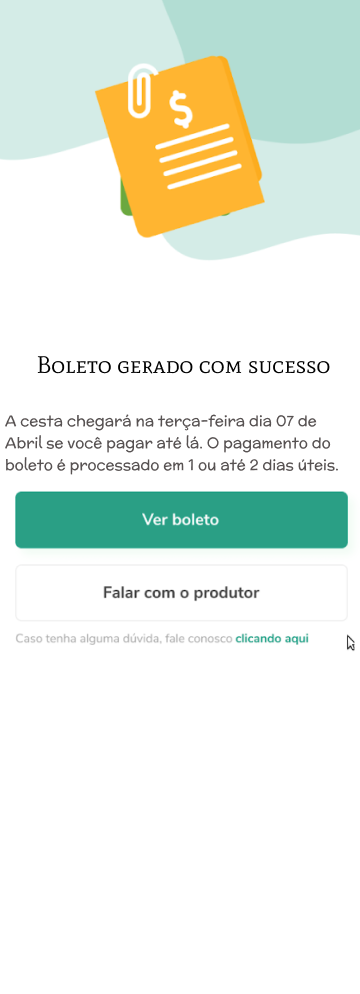 $
Boleto gerado com sucesso
A cesta chegará na terça-feira dia 07 de
Abril se você pagar até lá. O pagamento do
boleto é processado em 1 ou até 2 dias úteis.
Ver boleto
Falar com o produtor
Caso tenha alguma dúvida, fale conosco clicando aqui